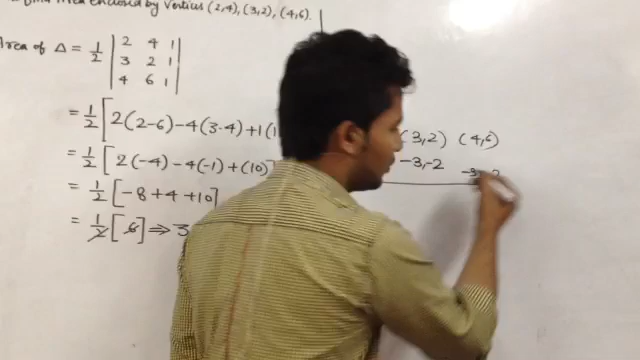 Area enclosed by Vertices (2,4), (3,2), (4,6).
Area of Δ = 1/2 | 2 4 1 |
| 3 2 1 |
| 4 6 1 |
= 1/2 [ 2(2-6) -4(3-4) +1(1
= 1/2 [ 2(-4) -4(-1) + (10) ]
= 1/2 [ -8 + 4 + 10 ]
= 1/2 [ 6 ] ⇒ 3
(3,2) (4,6)
-3,-2